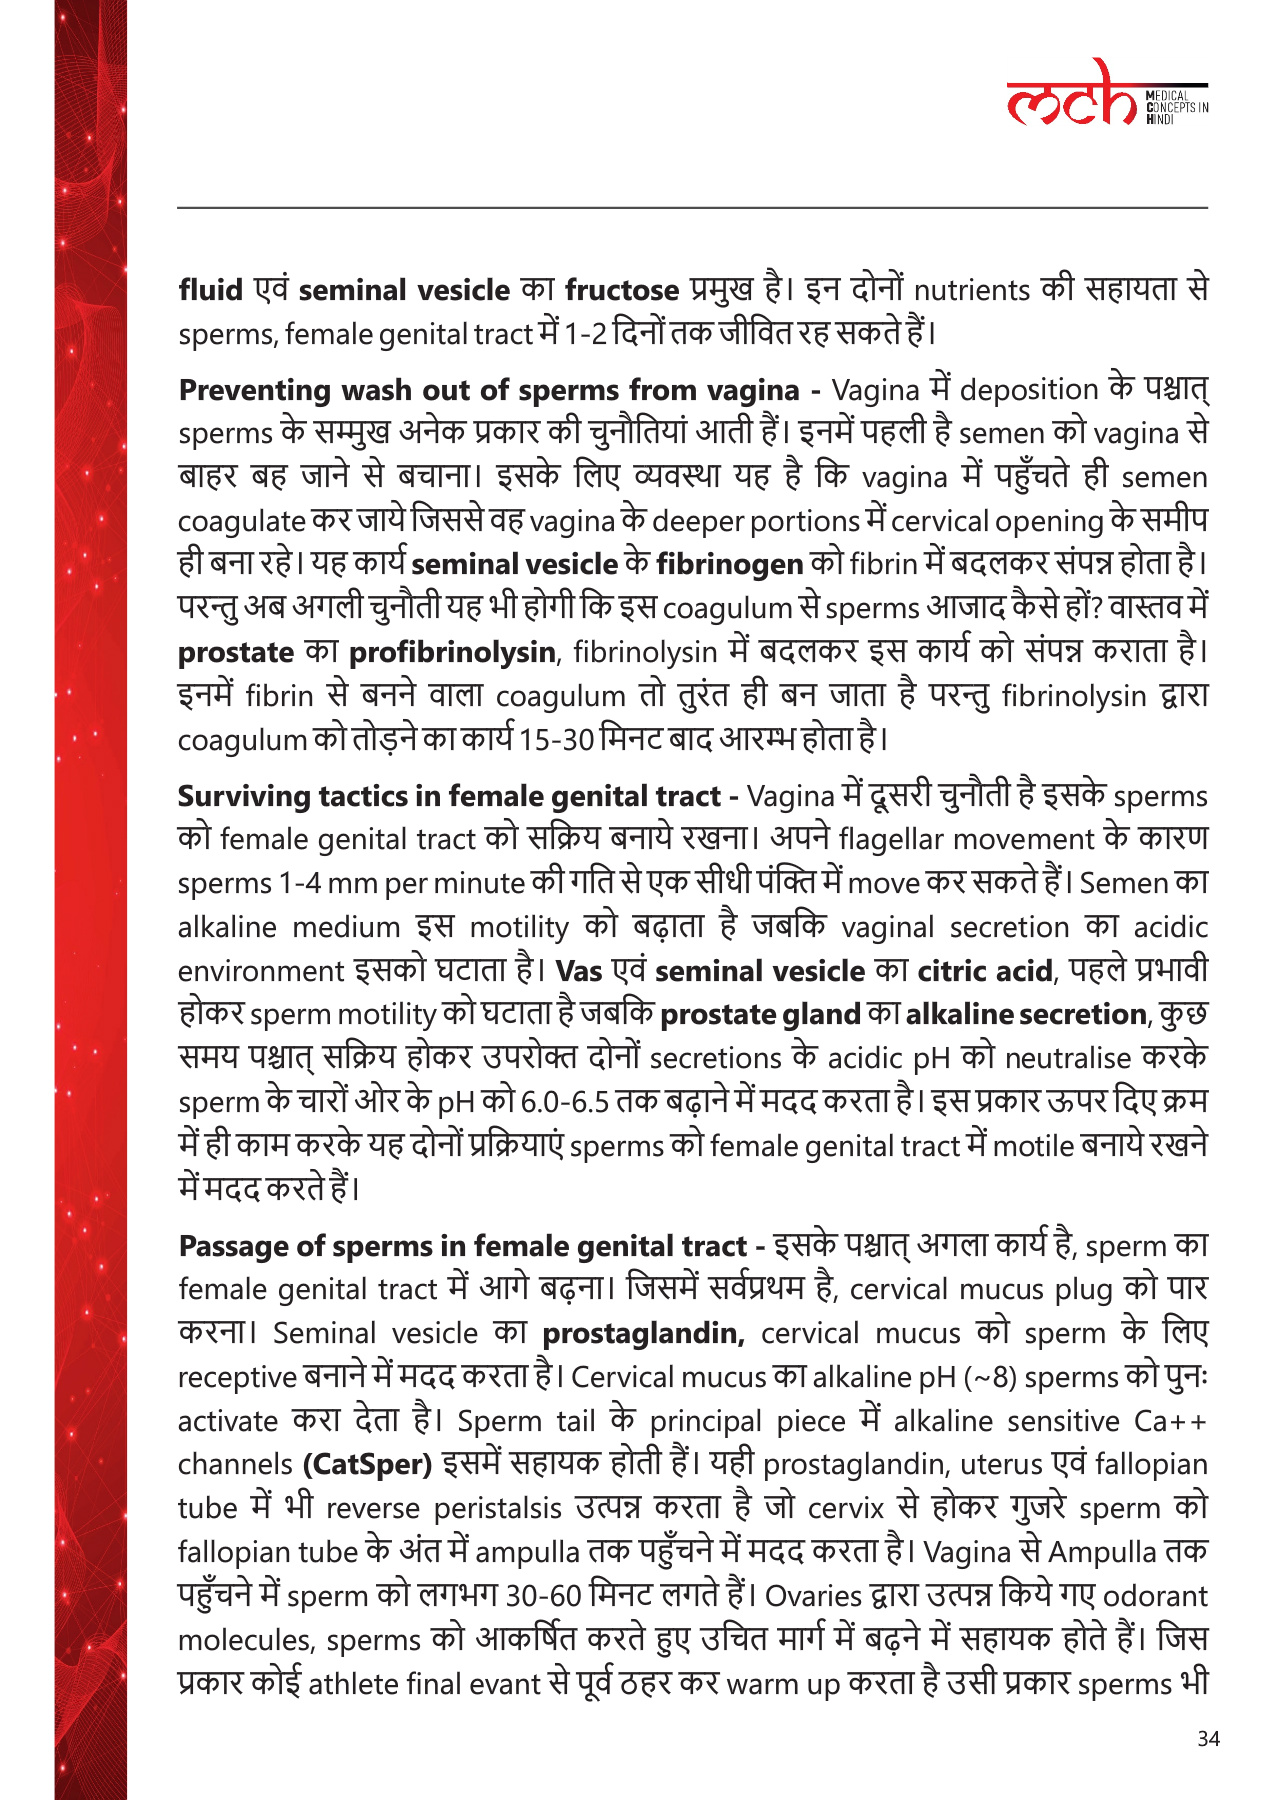 mch
MEDICAL
CONCEPTS IN
HINDI
fluid एवं seminal vesicle का fructose प्रमुख है। इन दोनों nutrients की सहायता से
sperms, female genital tract में 1-2 दिनों तक जीवित रह सकते हैं।
Preventing wash out of sperms from vagina - Vagina में deposition के पश्चात्
sperms के सम्मुख अनेक प्रकार की चुनौतियां आती हैं। इनमें पहली है semen को vagina से
बाहर बह जाने से बचाना। इसके लिए व्यवस्था यह है कि vagina में पहुँचते ही semen
coagulate कर जाये जिससे वह vagina के deeper portions में cervical opening के समीप
ही बना रहे। यह कार्य seminal vesicle के fibrinogen को fibrin में बदलकर संपन्न होता है।
परन्तु अब अगली चुनौती यह भी होगी कि इस coagulum से sperms आजाद कैसे हों? वास्तव में
prostate का profibrinolysin, fibrinolysin में बदलकर इस कार्य को संपन्न कराता है।
इनमें fibrin से बनने वाला coagulum तो तुरंत ही बन जाता है परन्तु fibrinolysin द्वारा
coagulum को तोड़ने का कार्य 15-30 मिनट बाद आरम्भ होता है।
Surviving tactics in female genital tract - Vagina में दूसरी चुनौती है इसके sperms
को female genital tract को सक्रिय बनाये रखना। अपने flagellar movement के कारण
sperms 1-4 mm per minute की गति से एक सीधी पंक्ति में move कर सकते हैं। Semen का
alkaline medium इस motility को बढ़ाता है जबकि vaginal secretion का acidic
environment इसको घटाता है। Vas एवं seminal vesicle का citric acid, पहले प्रभावी
होकर sperm motility को घटाता है जबकि prostate gland का alkaline secretion, कुछ
समय पश्चात् सक्रिय होकर उपरोक्त दोनों secretions के acidic pH को neutralise करके
sperm के चारों ओर के pH को 6.0-6.5 तक बढ़ाने में मदद करता है। इस प्रकार ऊपर दिए क्रम
में ही काम करके यह दोनों प्रक्रियाएं sperms को female genital tract में motile बनाये रखने
में मदद करते हैं।
Passage of sperms in female genital tract - इसके पश्चात् अगला कार्य है, sperm का
female genital tract में आगे बढ़ना। जिसमें सर्वप्रथम है, cervical mucus plug को पार
करना। Seminal vesicle का prostaglandin, cervical mucus को sperm के लिए
receptive बनाने में मदद करता है। Cervical mucus का alkaline pH (~8) sperms को पुनः
activate करा देता है। Sperm tail के principal piece में alkaline sensitive Ca++
channels (CatSper) इसमें सहायक होती हैं। यही prostaglandin, uterus एवं fallopian
tube में भी reverse peristalsis उत्पन्न करता है जो cervix से होकर गुजरे sperm को
fallopian tube के अंत में ampulla तक पहुँचने में मदद करता है। Vagina से Ampulla तक
पहुँचने में sperm को लगभग 30-60 मिनट लगते हैं। Ovaries द्वारा उत्पन्न किये गए odorant
molecules, sperms को आकर्षित करते हुए उचित मार्ग में बढ़ने में सहायक होते हैं। जिस
प्रकार कोई athlete final evant से पूर्व ठहर कर warm up करता है उसी प्रकार sperms भी
34